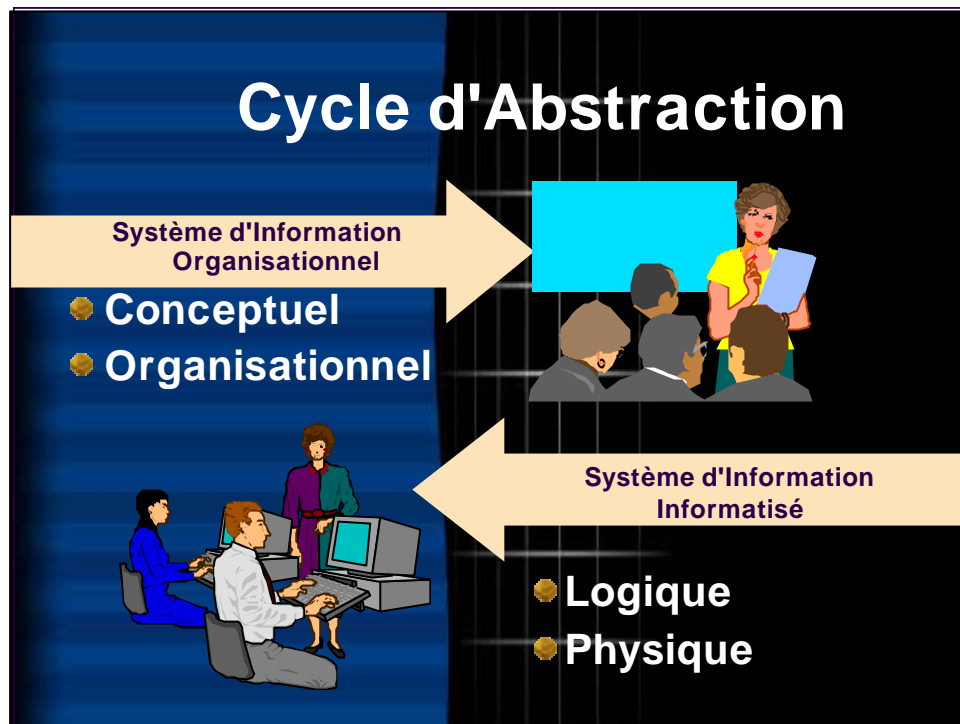 Cycle d'Abstraction
Système d'Information
Organisationnel
Conceptuel
Organisationnel
Système d'Information
Informatisé
Logique
Physique